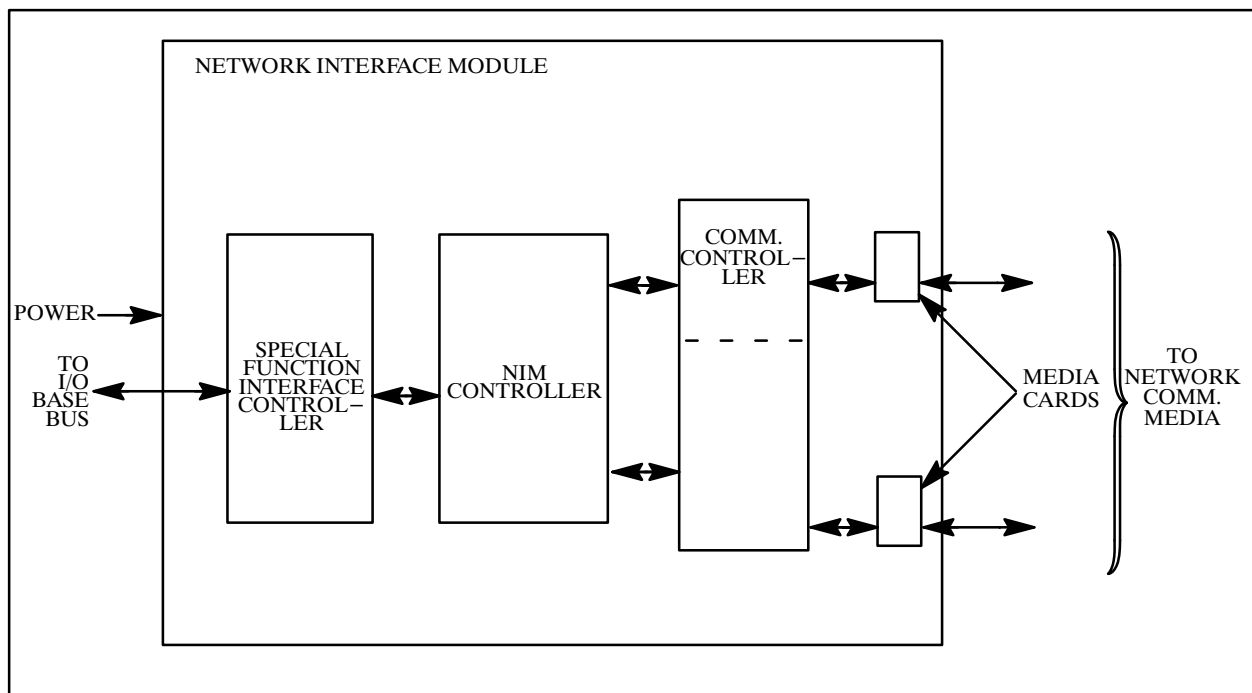 NETWORK INTERFACE MODULE
POWER
TO
I/O
BASE
BUS
SPECIAL
FUNCTION
INTERFACE
CONTROL–
LER
NIM
CONTROLLER
COMM.
CONTROL–
LER
MEDIA
CARDS
TO
NETWORK
COMM.
MEDIA